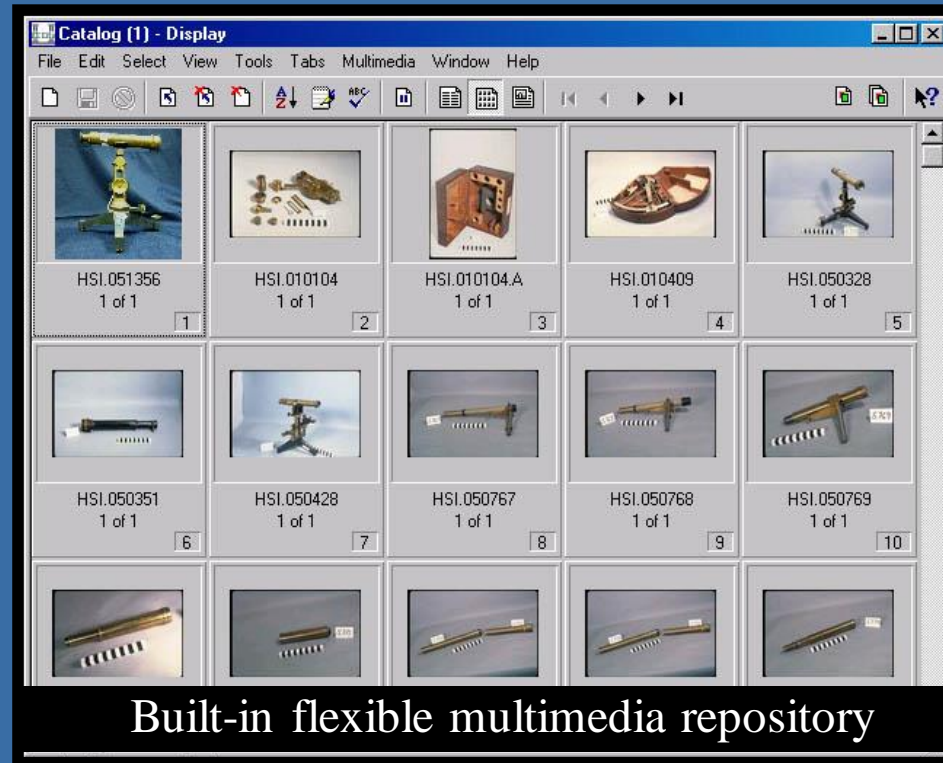 Catalog (1) - Display
File Edit Select View Tools Tabs Multimedia Window Help
HSI.051356 HSI.010104 HSI.010104.A HSI.010409 HSI.050328
1 of 1 1 of 1 1 of 1 1 of 1 1 of 1
1 2 3 4 5
HSI.050351 HSI.050428 HSI.050767 HSI.050768 HSI.050769
1 of 1 1 of 1 1 of 1 1 of 1 1 of 1
6 7 8 9 10
Built-in flexible multimedia repository